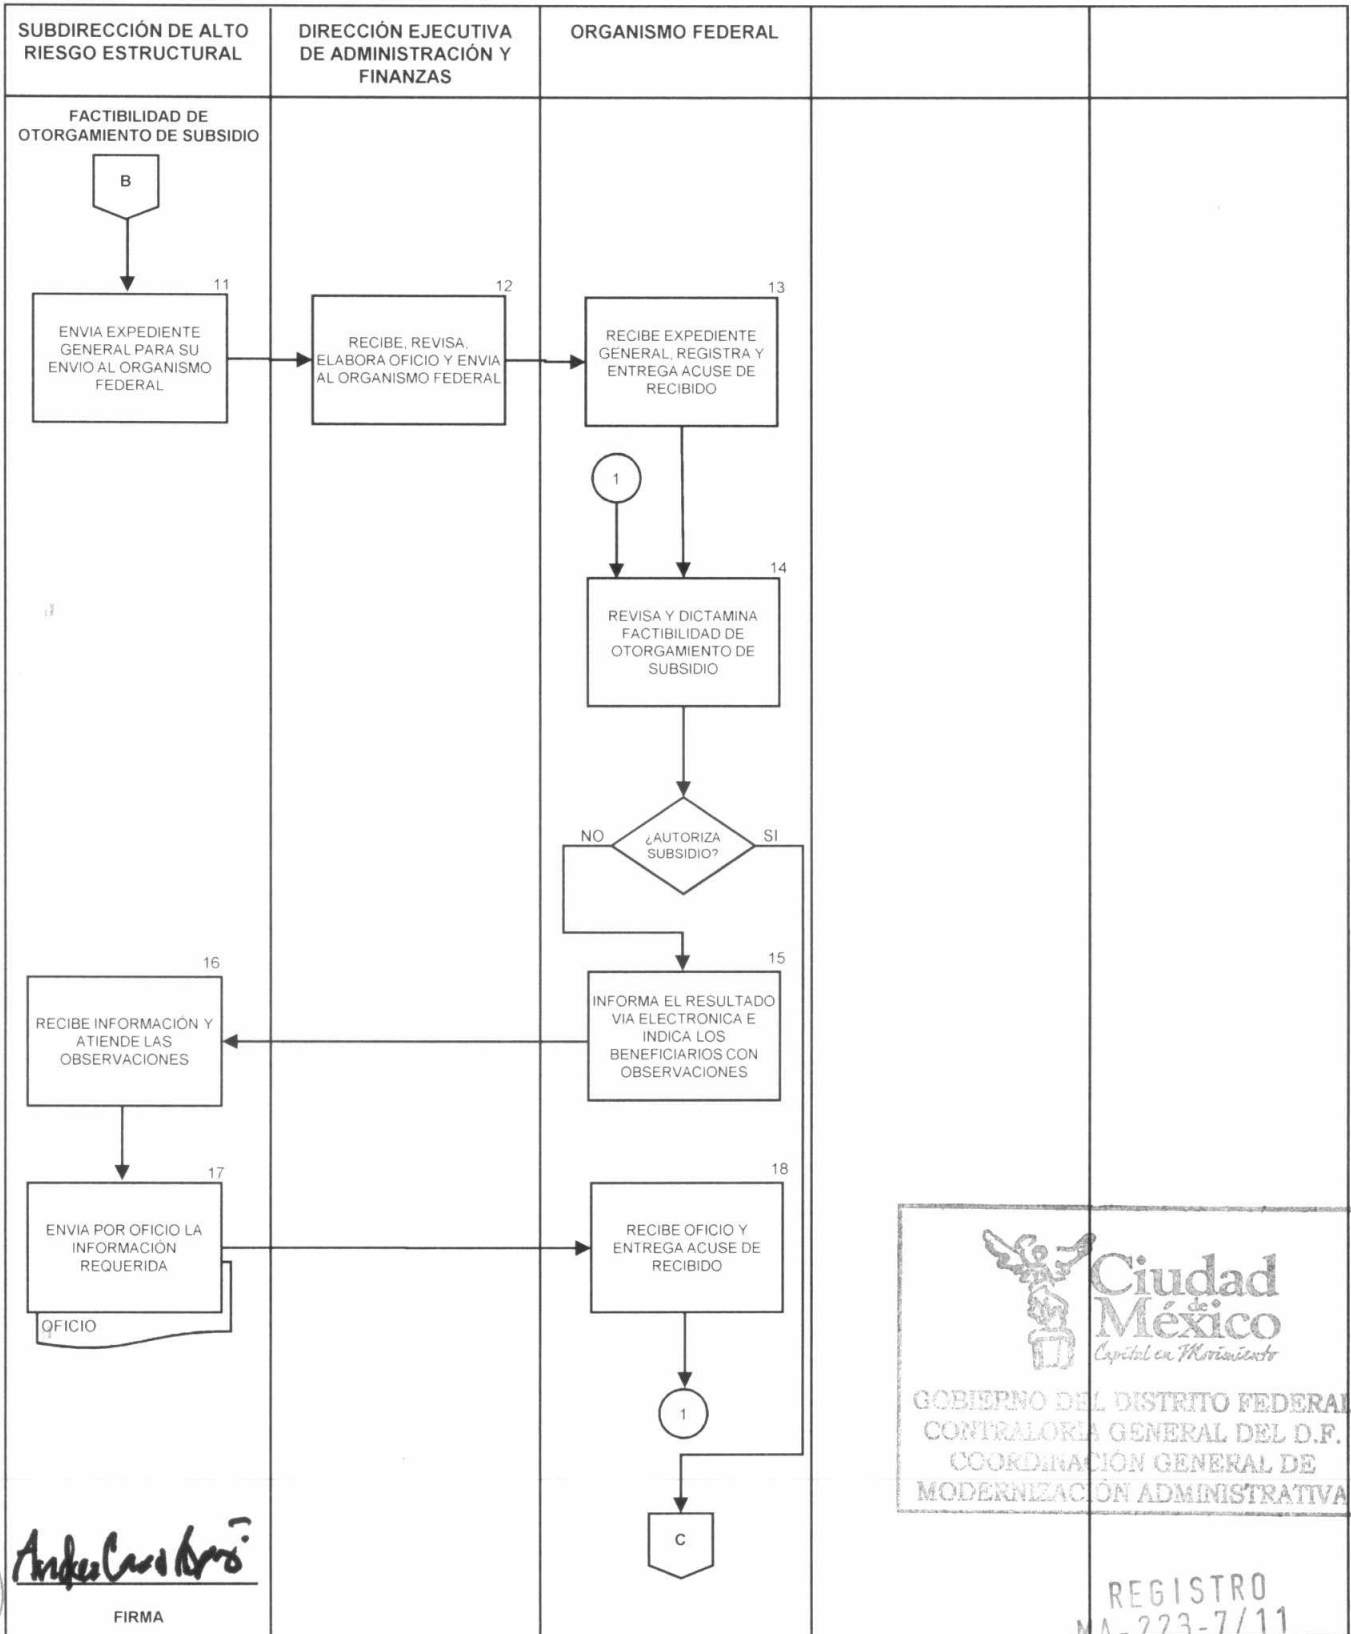 SUBDIRECCIÓN DE ALTO
RIESGO ESTRUCTURAL
DIRECCIÓN EJECUTIVA
DE ADMINISTRACIÓN Y
FINANZAS
ORGANISMO FEDERAL
FACTIBILIDAD DE
OTORGAMIENTO DE SUBSIDIO
B
11
ENVIA EXPEDIENTE
GENERAL PARA SU
ENVIO AL ORGANISMO
FEDERAL
12
RECIBE, REVISA,
ELABORA OFICIO Y ENVIA
AL ORGANISMO FEDERAL
13
RECIBE EXPEDIENTE
GENERAL, REGISTRA Y
ENTREGA ACUSE DE
RECIBIDO
1
14
REVISA Y DICTAMINA
FACTIBILIDAD DE
OTORGAMIENTO DE
SUBSIDIO
NO
¿AUTORIZA
SUBSIDIO?
SI
15
INFORMA EL RESULTADO
VIA ELECTRONICA E
INDICA LOS
BENEFICIARIOS CON
OBSERVACIONES
16
RECIBE INFORMACIÓN Y
ATIENDE LAS
OBSERVACIONES
17
ENVIA POR OFICIO LA
INFORMACIÓN
REQUERIDA
OFICIO
18
RECIBE OFICIO Y
ENTREGA ACUSE DE
RECIBIDO
1
C
Ciudad
de
México
Capital en Movimiento
GOBIERNO DEL DISTRITO FEDERAL
CONTRALORIA GENERAL DEL D.F.
COORDINACIÓN GENERAL DE
MODERNIZACIÓN ADMINISTRATIVA
FIRMA
REGISTRO
MA-223-7/11